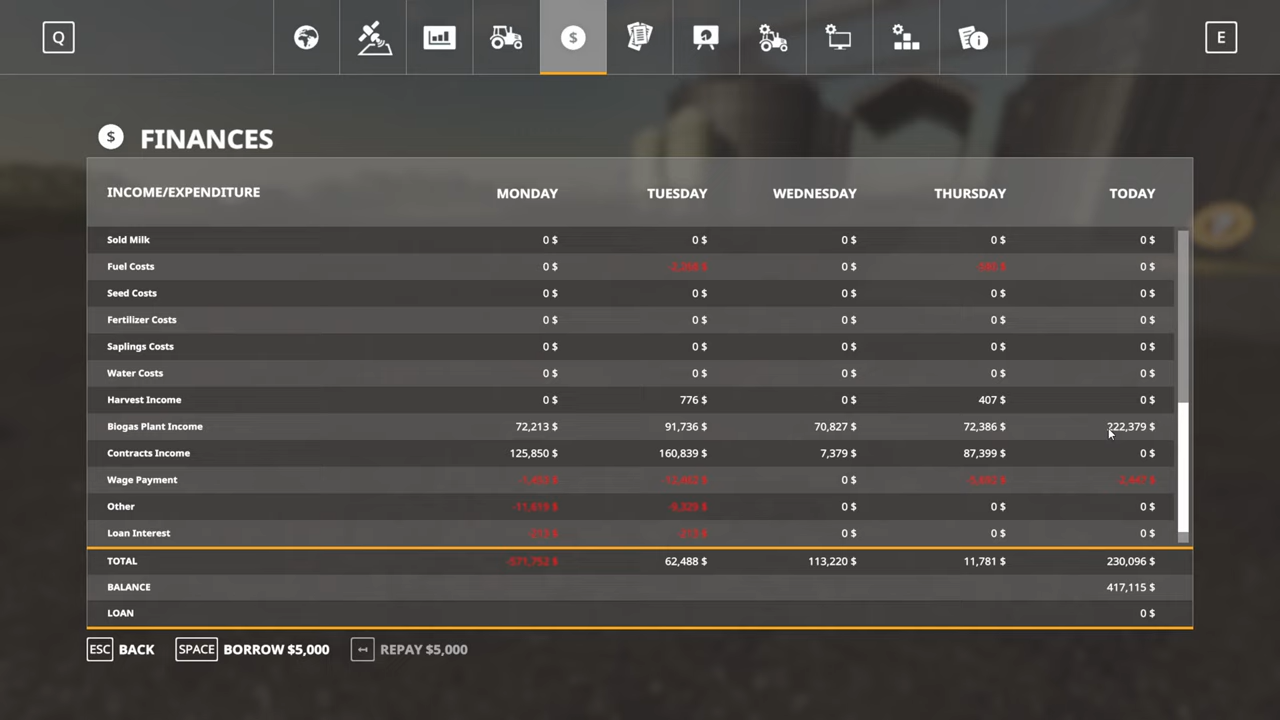 Q
$
E
$ FINANCES
INCOME/EXPENDITURE MONDAY TUESDAY WEDNESDAY THURSDAY TODAY
Sold Milk 0 $ 0 $ 0 $ 0 $ 0 $
Fuel Costs 0 $ 0 $ 0 $
Seed Costs 0 $ 0 $ 0 $ 0 $ 0 $
Fertilizer Costs 0 $ 0 $ 0 $ 0 $ 0 $
Saplings Costs 0 $ 0 $ 0 $ 0 $ 0 $
Water Costs 0 $ 0 $ 0 $ 0 $ 0 $
Harvest Income 0 $ 776 $ 0 $ 407 $ 0 $
Biogas Plant Income 72,213 $ 91,736 $ 70,827 $ 72,386 $ 222,379 $
Contracts Income 125,850 $ 160,839 $ 7,379 $ 87,399 $ 0 $
Wage Payment 0 $
Other 0 $ 0 $ 0 $
Loan Interest 0 $ 0 $ 0 $
TOTAL -571,752 $ 62,488 $ 113,220 $ 11,781 $ 230,096 $
BALANCE 417,115 $
LOAN 0 $
ESC BACK SPACE BORROW $5,000 REPAY $5,000